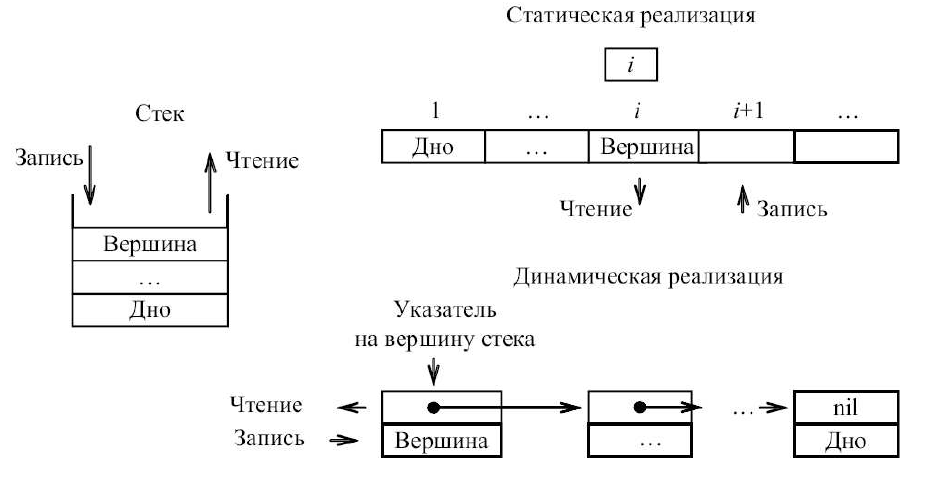 Статическая реализация
i
Стек
1 … i i+1 …
Дно … Вершина
Запись
Чтение
Чтение
Запись
Вершина
…
Дно
Динамическая реализация
Указатель
на вершину стека
Чтение
… nil
Запись
Вершина … Дно